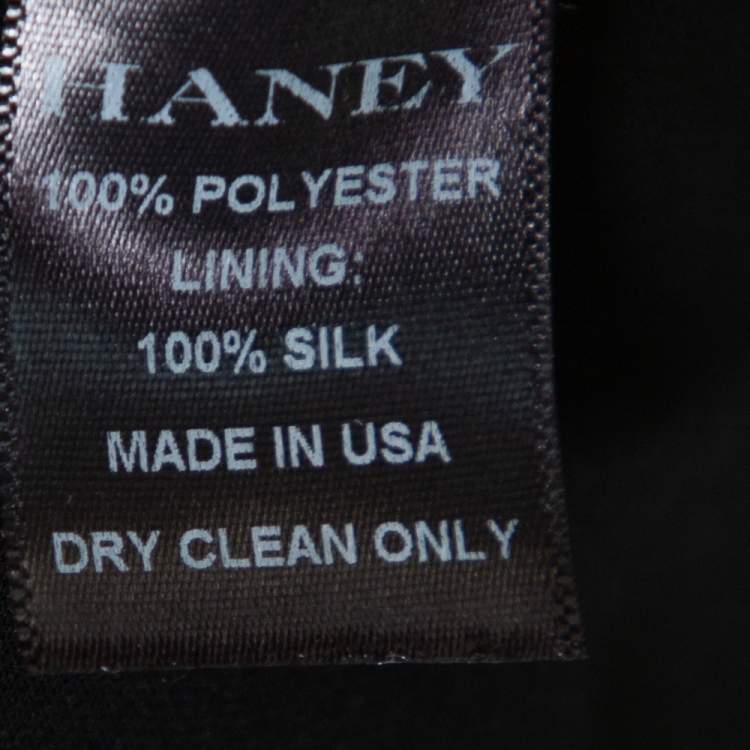 HANEY
100% POLYESTER
LINING:
100% SILK
MADE IN USA
DRY CLEAN ONLY